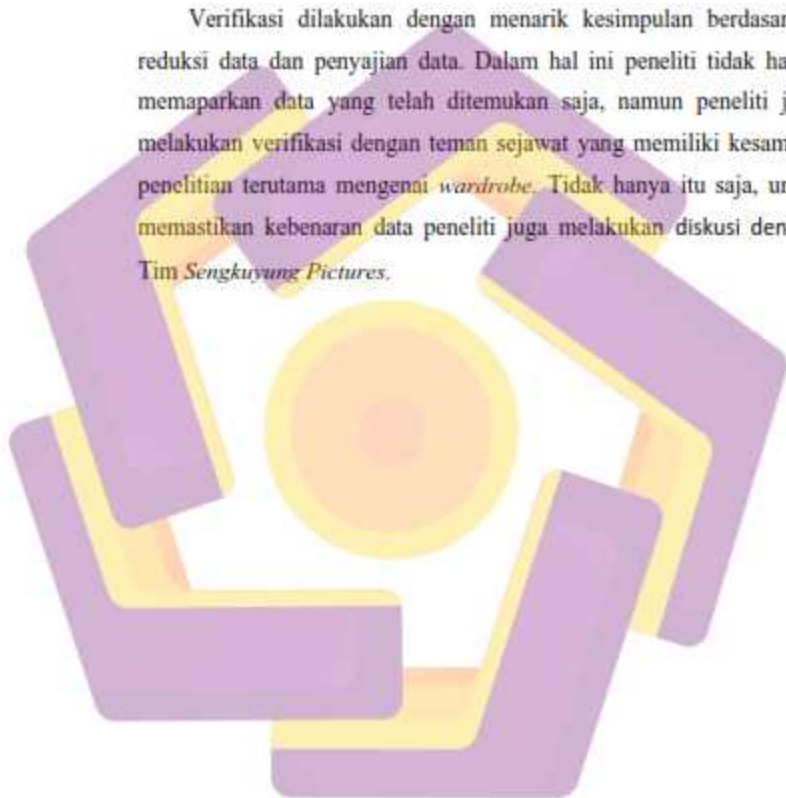 Verifikasi dilakukan dengan menarik kesimpulan berdasar
reduksi data dan penyajian data. Dalam hal ini peneliti tidak ha
memaparkan data yang telah ditemukan saja, namun peneliti j
melakukan verifikasi dengan teman sejawat yang memiliki kesam
penelitian terutama mengenai wardrobe. Tidak hanya itu saja, un
memastikan kebenaran data peneliti juga melakukan diskusi den
Tim Sengkuyung Pictures.